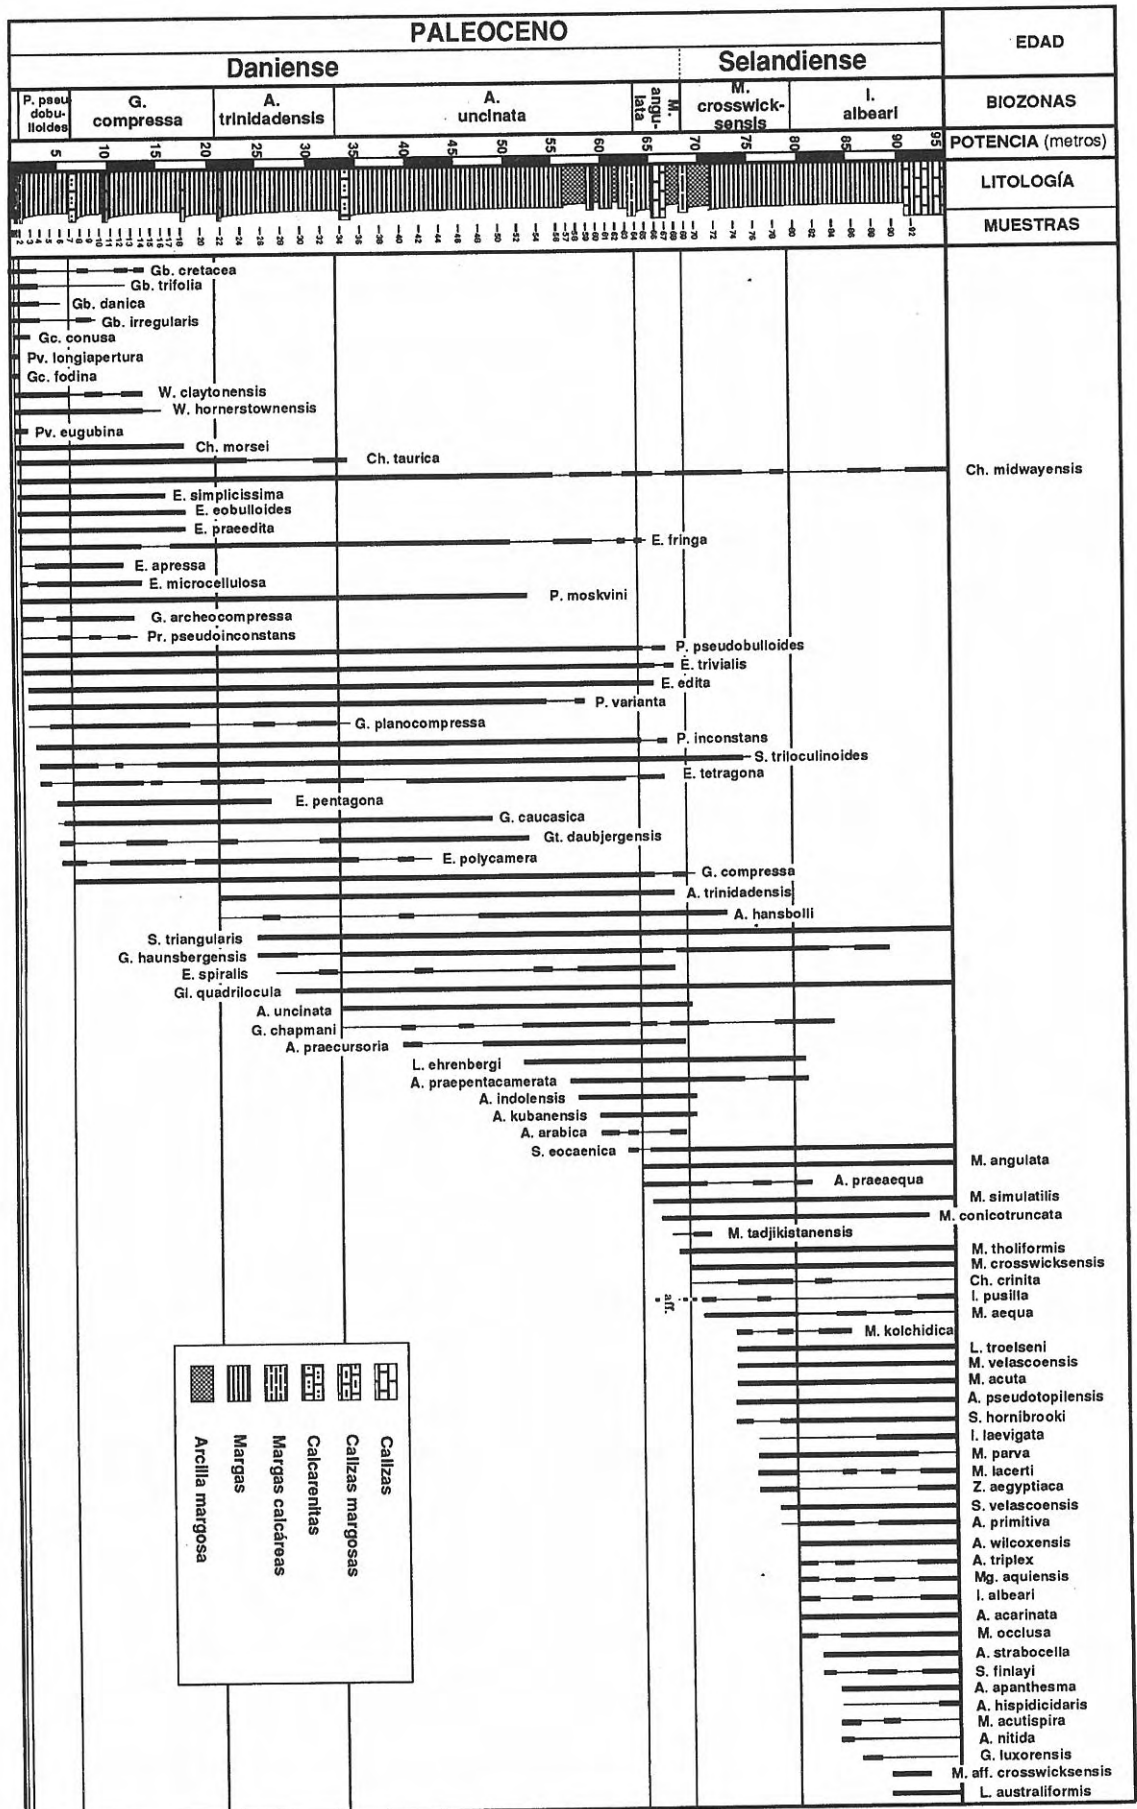 PALEOCENO
EDAD
Daniense
Selandiense
P. pseu
dobu-
lloides
G.
compressa
A.
trinidadensis
A.
uncinata
M.
angu-
lata
M.
crosswick-
sensis
I.
albeari
BIOZONAS
5 10 15 20 25 30 35 40 45 50 55 60 65 70 75 80 85 90 95
POTENCIA (metros)
LITOLOGÍA
MUESTRAS
Gb. cretacea
Gb. trifolia
Gb. danica
Gb. irregularis
Gc. conusa
Pv. longiapertura
Gc. fodina
W. claytonensis
W. hornerstownensis
Pv. eugubina
Ch. morsei
Ch. taurica
Ch. midwayensis
E. simplicissima
E. eobulloides
E. praeedita
E. fringa
E. apressa
E. microcellulosa
P. moskvini
G. archeocompressa
Pr. pseudoinconstans
P. pseudobulloides
E. trivialis
E. edita
P. varianta
G. planocompressa
P. inconstans
S. triloculinoides
E. tetragona
E. pentagona
G. caucasica
Gt. daubjergensis
E. polycamera
G. compressa
A. trinidadensis
A. hansbolli
S. triangularis
G. haunsbergensis
E. spiralis
Gl. quadrilocula
A. uncinata
G. chapmani
A. praecursoria
L. ehrenbergi
A. praepentacamerata
A. indolensis
A. kubanensis
A. arabica
S. eocaenica
M. angulata
A. praeaequa
M. simulatilis
M. conicotruncata
M. tadjikistanensis
M. tholiformis
M. crosswicksensis
Ch. crinita
aff.
I. pusilla
M. aequa
M. kolchidica
L. troelseni
M. velascoensis
M. acuta
A. pseudotopilensis
S. hornibrooki
I. laevigata
M. parva
M. lacerti
Z. aegyptiaca
S. velascoensis
A. primitiva
A. wilcoxensis
A. triplex
Mg. aquiensis
I. albeari
A. acarinata
M. occlusa
A. strabocella
S. finlayi
A. apanthesma
A. hispidicidaris
M. acutispira
A. nitida
G. luxorensis
M. aff. crosswicksensis
L. australiformis
Calizas
Calizas margosas
Calcarenitas
Margas calcáreas
Margas
Arcilla
margosa